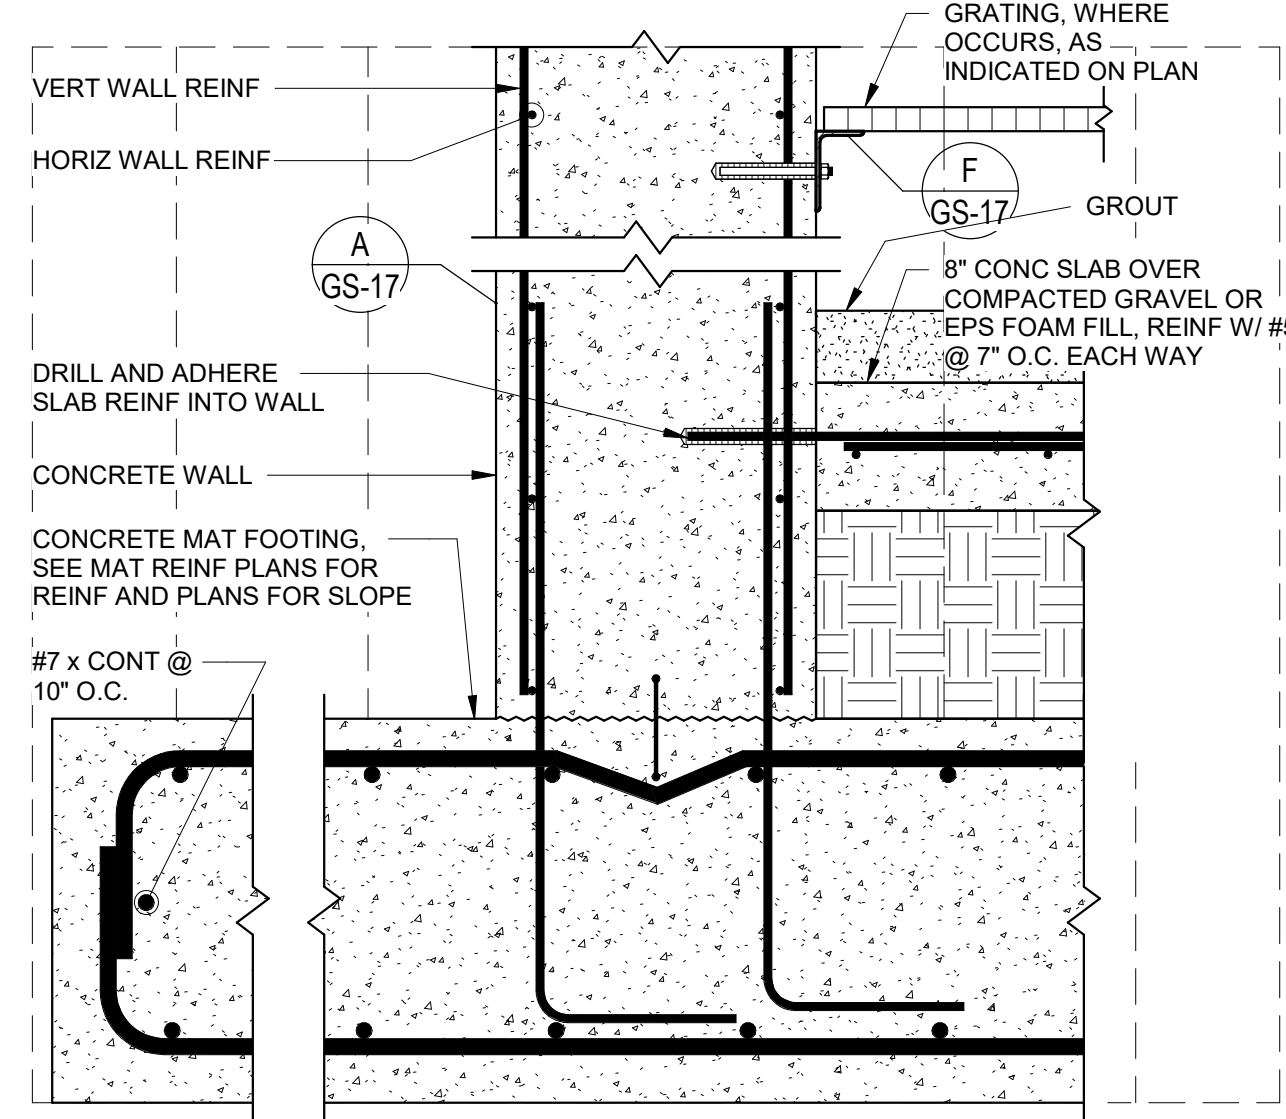 GRATING, WHERE
OCCURS, AS
INDICATED ON PLAN
VERT WALL REINF
HORIZ WALL REINF
F
GS-17
GROUT
A
GS-17
8" CONC SLAB OVER
COMPACTED GRAVEL OR
EPS FOAM FILL, REINF W/ #5
@ 7" O.C. EACH WAY
DRILL AND ADHERE
SLAB REINF INTO WALL
CONCRETE WALL
CONCRETE MAT FOOTING,
SEE MAT REINF PLANS FOR
REINF AND PLANS FOR SLOPE
#7 x CONT @
10" O.C.